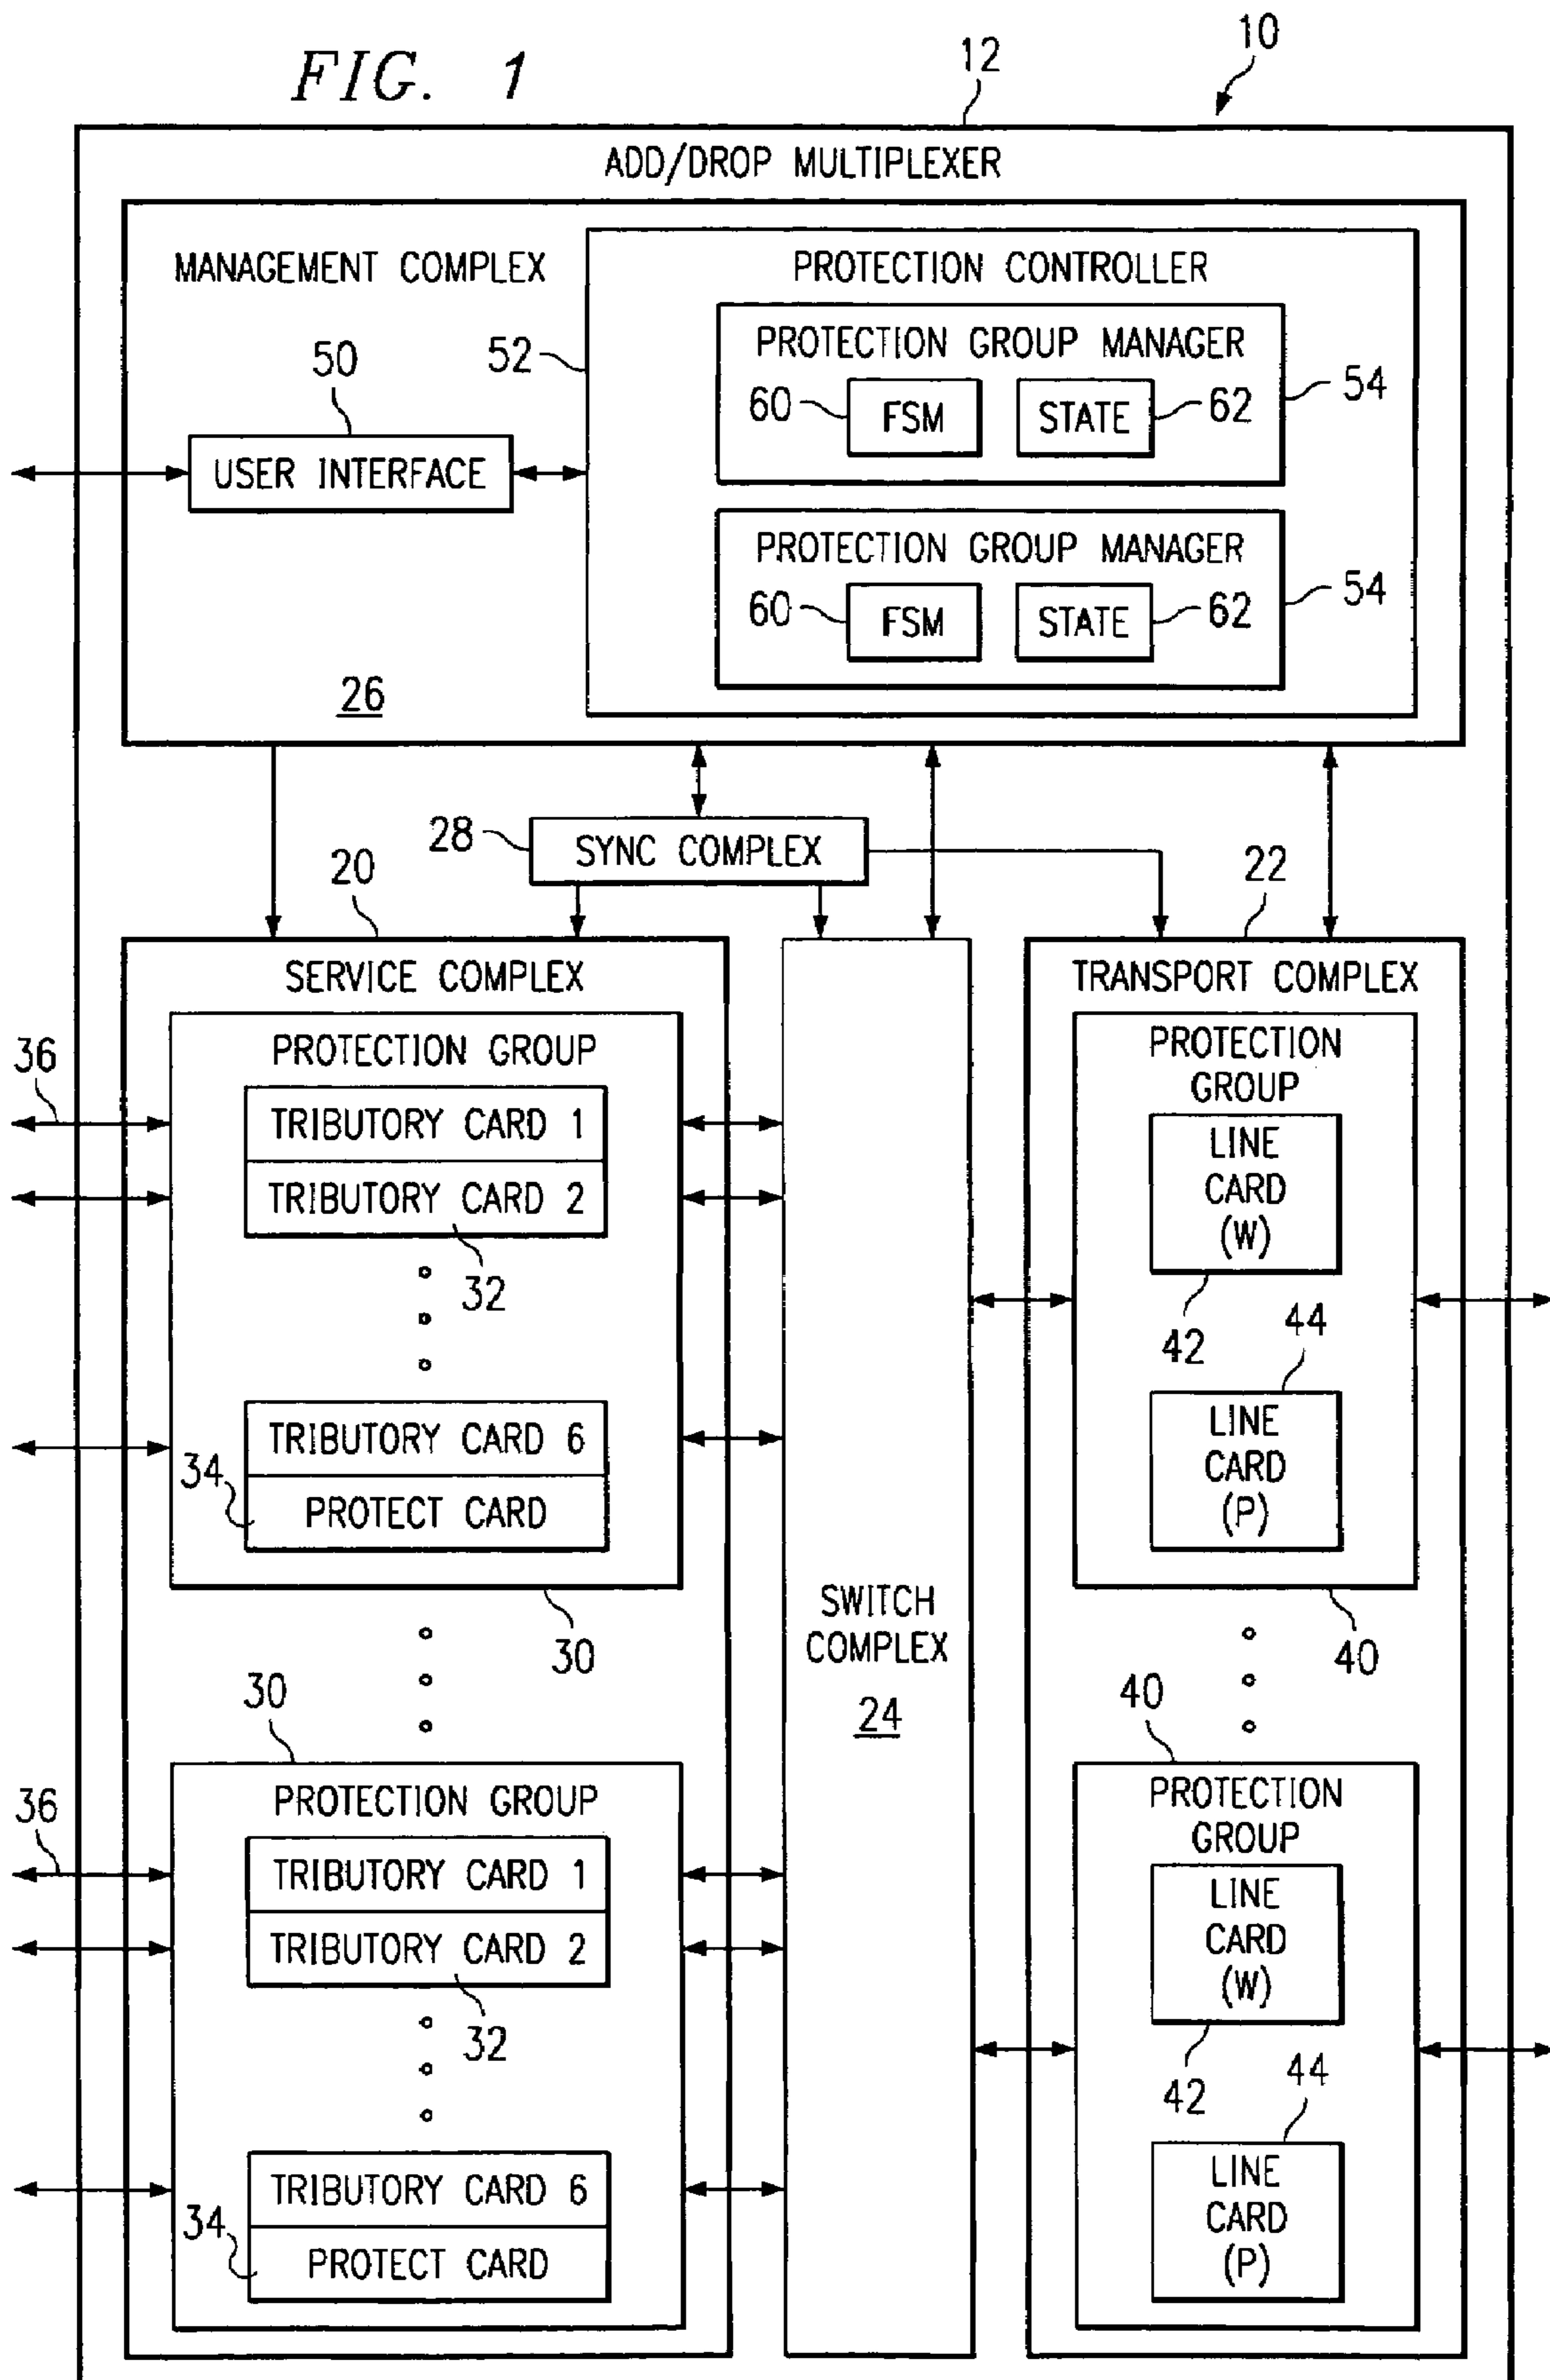 FIG. 1
12
10
ADD/DROP MULTIPLEXER
MANAGEMENT COMPLEX
PROTECTION CONTROLLER
50
52
PROTECTION GROUP MANAGER
54
60
FSM
STATE
62
USER INTERFACE
PROTECTION GROUP MANAGER
54
60
FSM
STATE
62
26
28
SYNC COMPLEX
20
22
SERVICE COMPLEX
TRANSPORT COMPLEX
36
PROTECTION GROUP
TRIBUTORY CARD 1
TRIBUTORY CARD 2
32
TRIBUTORY CARD 6
34
PROTECT CARD
30
PROTECTION
GROUP
LINE
CARD
(W)
42
44
LINE
CARD
(P)
40
SWITCH
COMPLEX
24
30
36
PROTECTION GROUP
TRIBUTORY CARD 1
TRIBUTORY CARD 2
32
TRIBUTORY CARD 6
34
PROTECT CARD
40
PROTECTION
GROUP
LINE
CARD
(W)
42
44
LINE
CARD
(P)